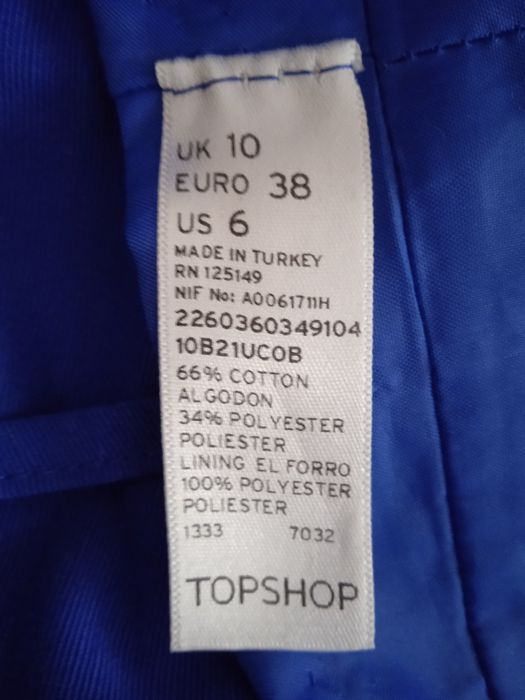 UK 10
EURO 38
US 6
MADE IN TURKEY
RN 125149
NIF No: A0061711H
2260360349104
10B21UCOB
66% COTTON
ALGODON
34% POLYESTER
POLIESTER
LINING EL FORRO
100% POLYESTER
POLIESTER
1333 7032
TOPSHOP